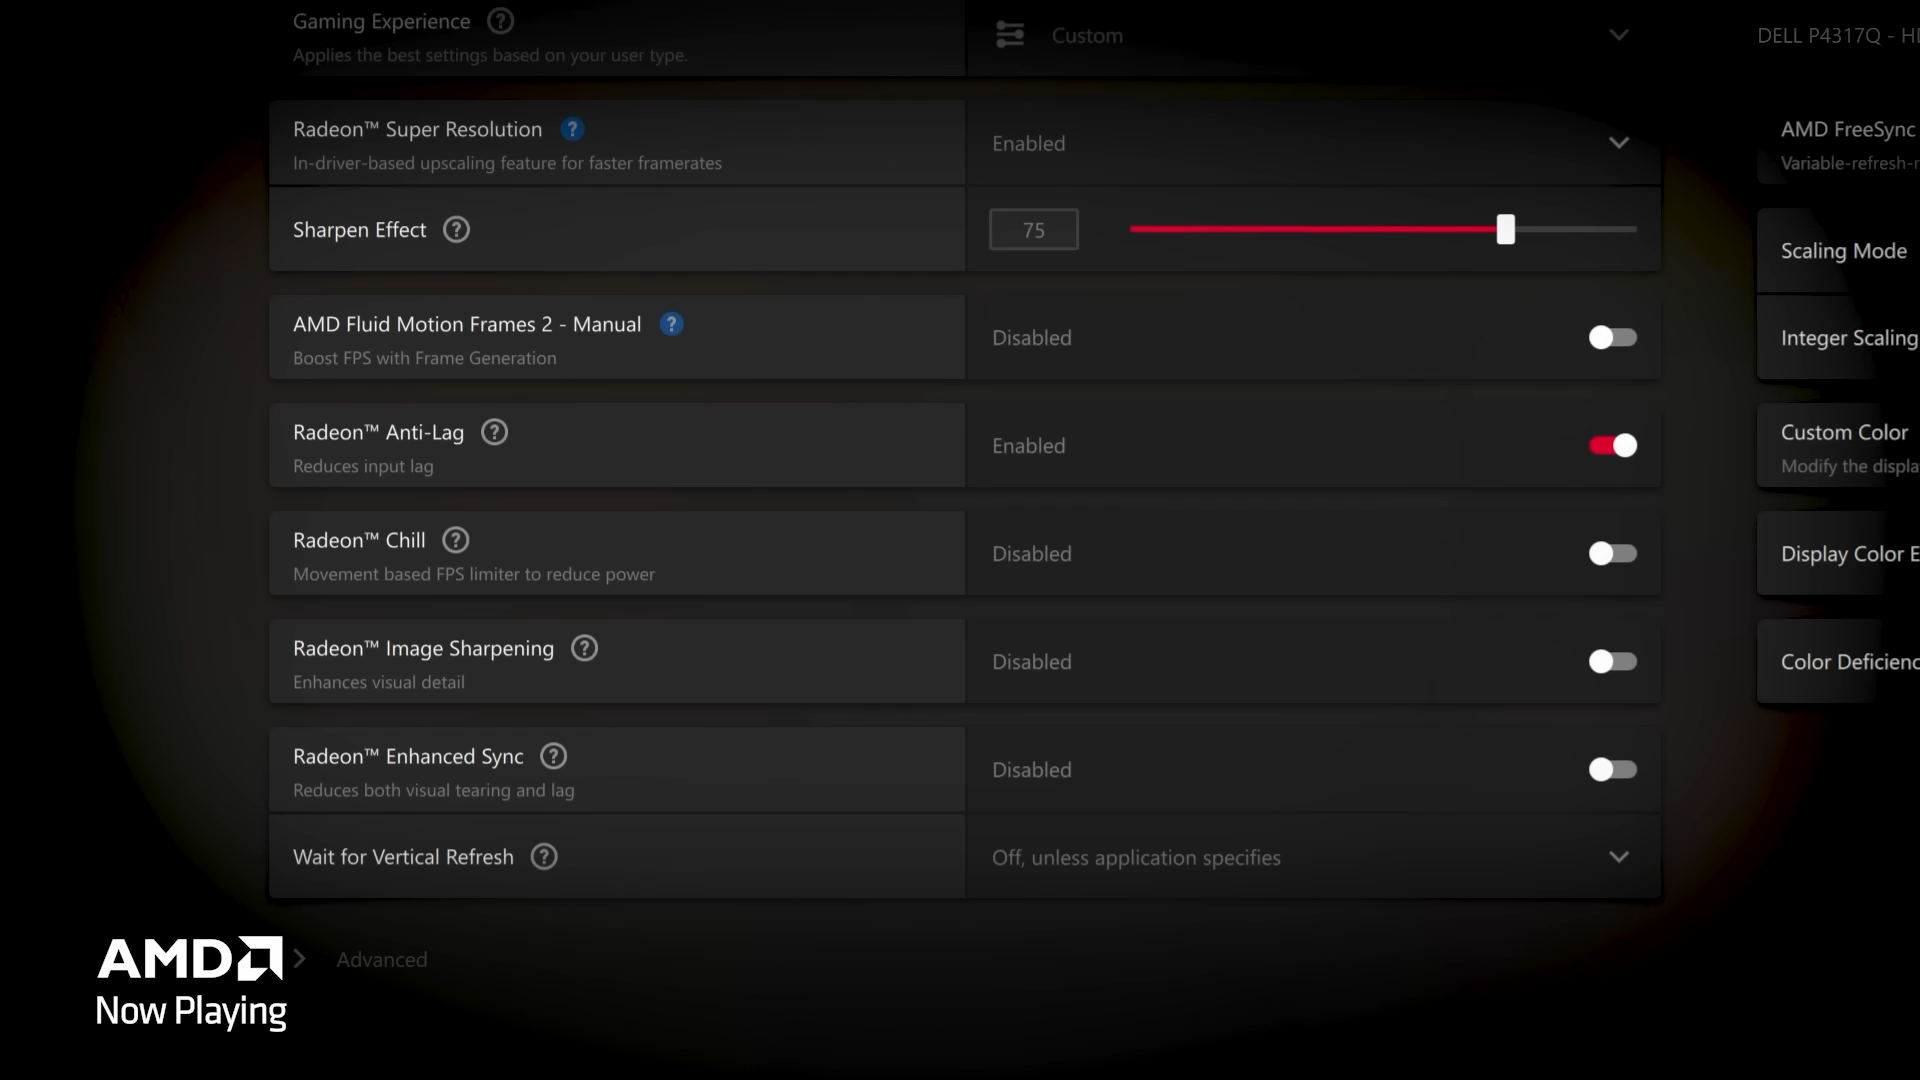 Gaming Experience ?
Applies the best settings based on your user type.
Custom
DELL P4317Q - H
Radeon™ Super Resolution ?
In-driver-based upscaling feature for faster framerates
Enabled
AMD FreeSync
Variable-refresh-r
Sharpen Effect ?
75
Scaling Mode
AMD Fluid Motion Frames 2 - Manual ?
Boost FPS with Frame Generation
Disabled
Integer Scaling
Radeon™ Anti-Lag ?
Reduces input lag
Enabled
Custom Color
Modify the displa
Radeon™ Chill ?
Movement based FPS limiter to reduce power
Disabled
Display Color E
Radeon™ Image Sharpening ?
Enhances visual detail
Disabled
Color Deficienc
Radeon™ Enhanced Sync ?
Reduces both visual tearing and lag
Disabled
Wait for Vertical Refresh ?
Off, unless application specifies
Advanced
AMD
Now Playing